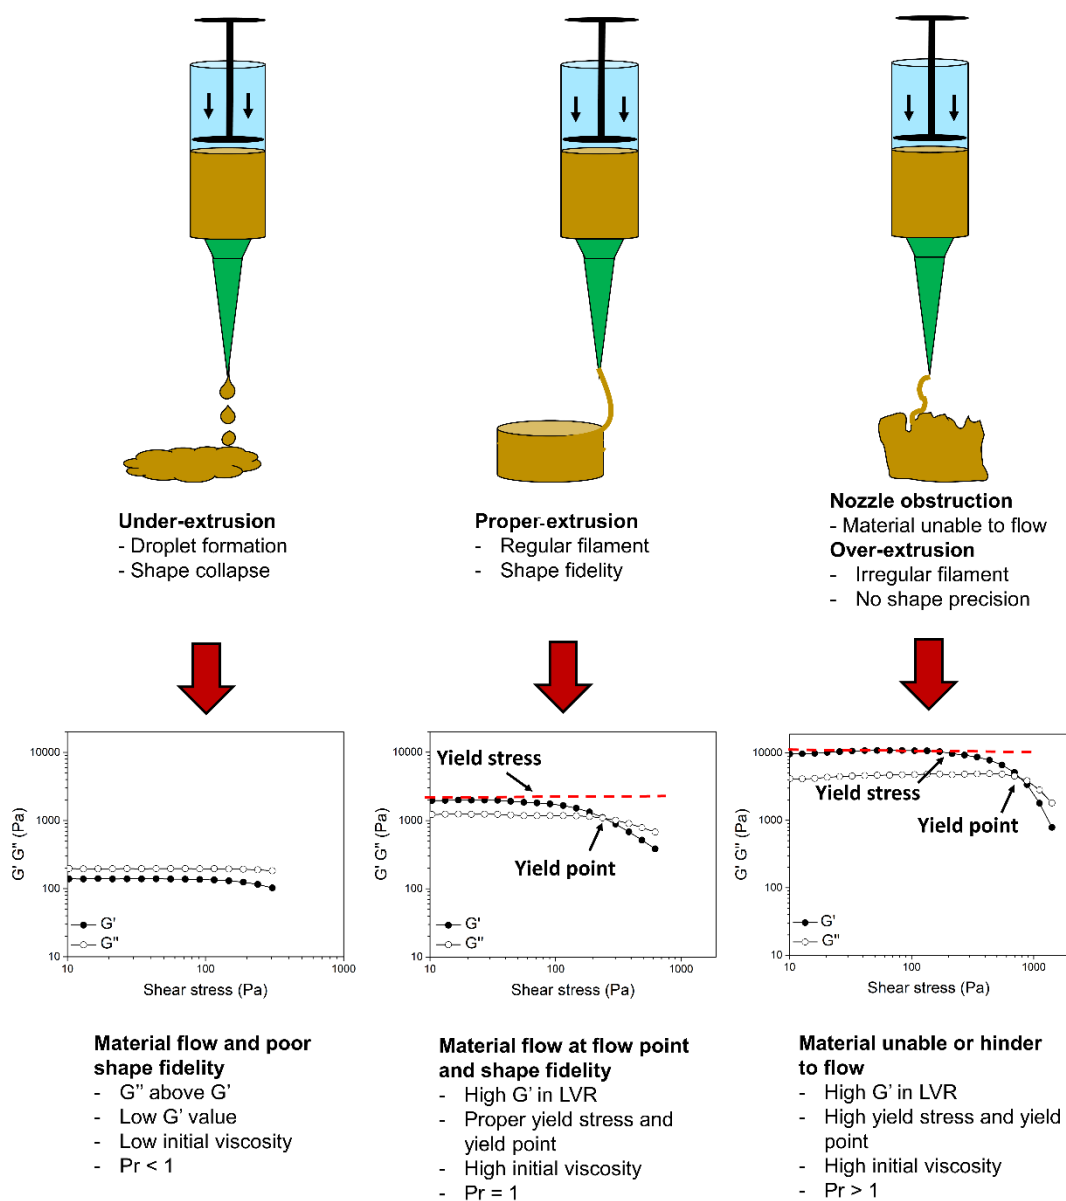 Under-extrusion
- Droplet formation
- Shape collapse
Proper-extrusion
- Regular filament
- Shape fidelity
Nozzle obstruction
- Material unable to flow
Over-extrusion
- Irregular filament
- No shape precision
10000
1000
100
10
G' G'' (Pa)
G'
G''
10
100
1000
Shear stress (Pa)
10000
1000
100
10
G' G'' (Pa)
Yield stress
Yield point
G'
G''
10
100
1000
Shear stress (Pa)
10000
1000
100
10
G' G'' (Pa)
Yield stress
Yield point
G'
G''
10
100
1000
Shear stress (Pa)
Material flow and poor
shape fidelity
- G'' above G'
- Low G' value
- Low initial viscosity
- Pr < 1
Material flow at flow point
and shape fidelity
- High G' in LVR
- Proper yield stress and
yield point
- High initial viscosity
- Pr = 1
Material unable or hinder
to flow
- High G' in LVR
- High yield stress and yield
point
- High initial viscosity
- Pr > 1